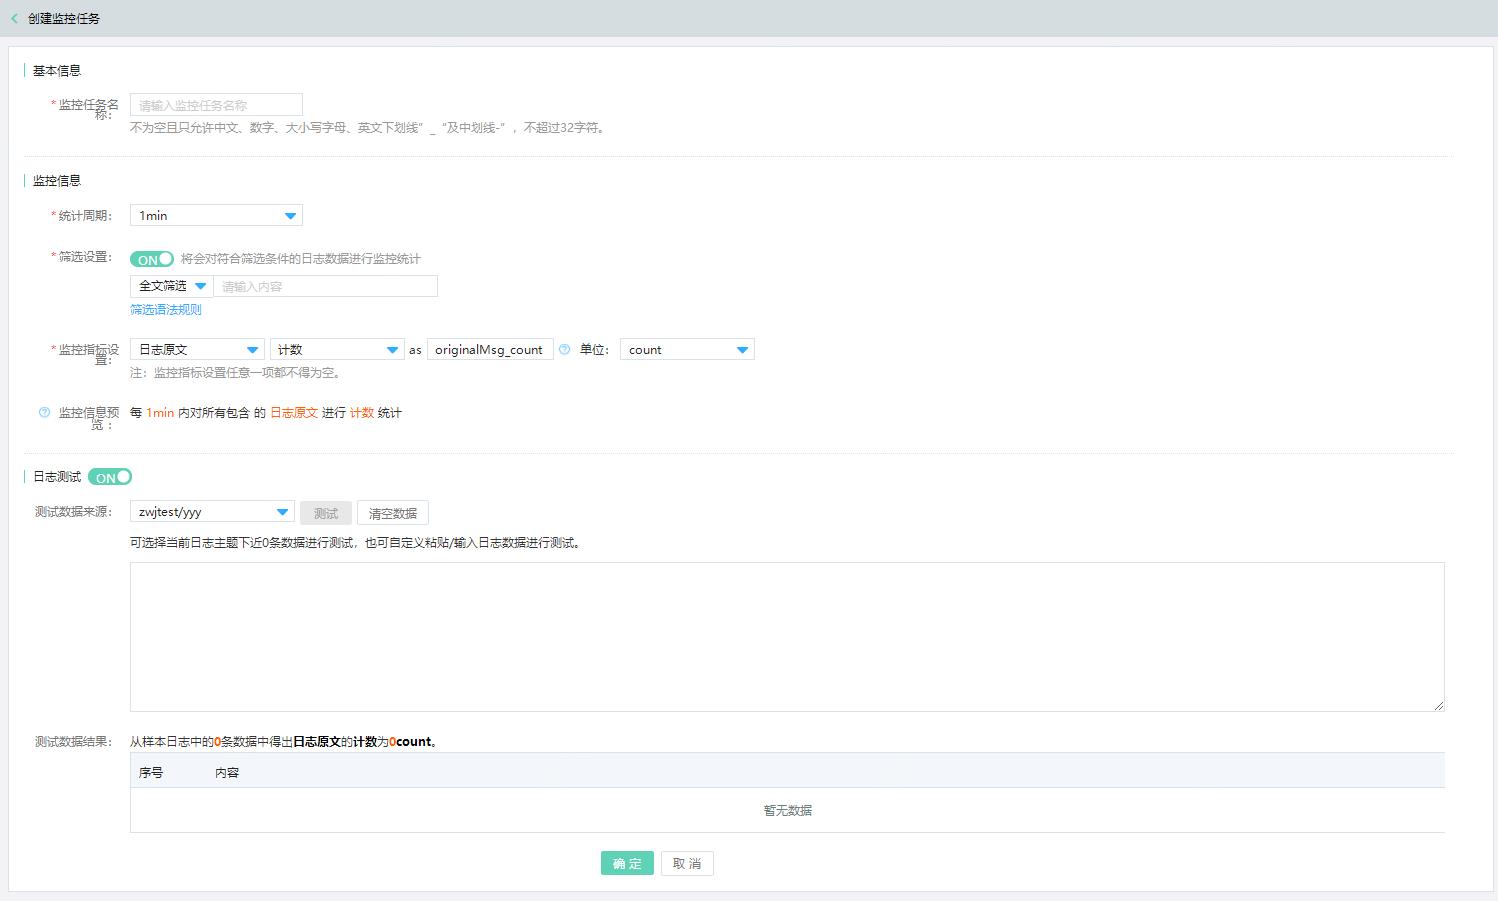 创建监控任务
基本信息
*监控任务名称： 请输入监控任务名称
不为空且只允许中文、数字、大小写字母、英文下划线”_“及中划线-”，不超过32字符。
监控信息
*统计周期： 1min
*筛选设置： ON 将会对符合筛选条件的日志数据进行监控统计
全文筛选 请输入内容
筛选语法规则
*监控指标设置： 日志原文 计数 as originalMsg_count ? 单位： count
注：监控指标设置任意一项都不得为空。
? 监控信息预览： 每 1min 内对所有包含 的 日志原文 进行 计数 统计
日志测试 ON
测试数据来源： zwjtest/yyy 测试 清空数据
可选择当前日志主题下近0条数据进行测试，也可自定义粘贴/输入日志数据进行测试。
测试数据结果： 从样本日志中的0条数据中得出日志原文的计数为0count。
序号 内容
暂无数据
确 定 取 消